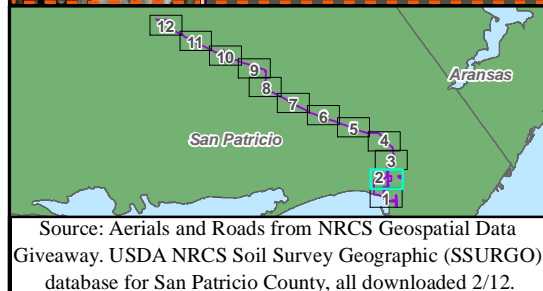 12
11
10
9
8
Aransas
7
6
5
San Patricio
4
3
2
1
Source: Aerials and Roads from NRCS Geospatial Data
Giveaway. USDA NRCS Soil Survey Geographic (SSURGO)
database for San Patricio County, all downloaded 2/12.